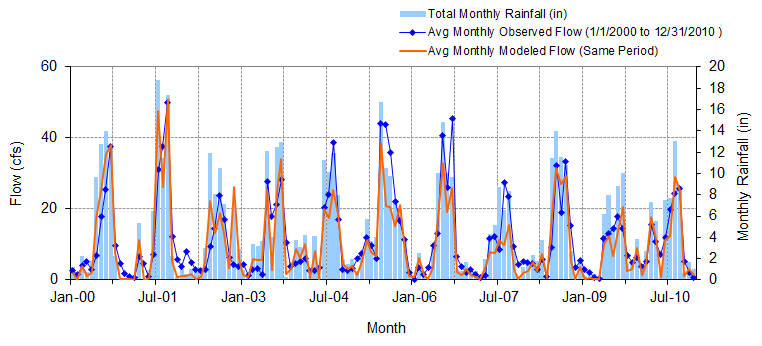 Total Monthly Rainfall (in)
Avg Monthly Observed Flow (1/1/2000 to 12/31/2010 )
Avg Monthly Modeled Flow (Same Period)
60
40
20
0
Flow (cfs)
20
18
16
14
12
10
8
6
4
2
0
Monthly Rainfall (in)
Jan-00 Jul-01 Jan-03 Jul-04 Jan-06 Jul-07 Jan-09 Jul-10
Month